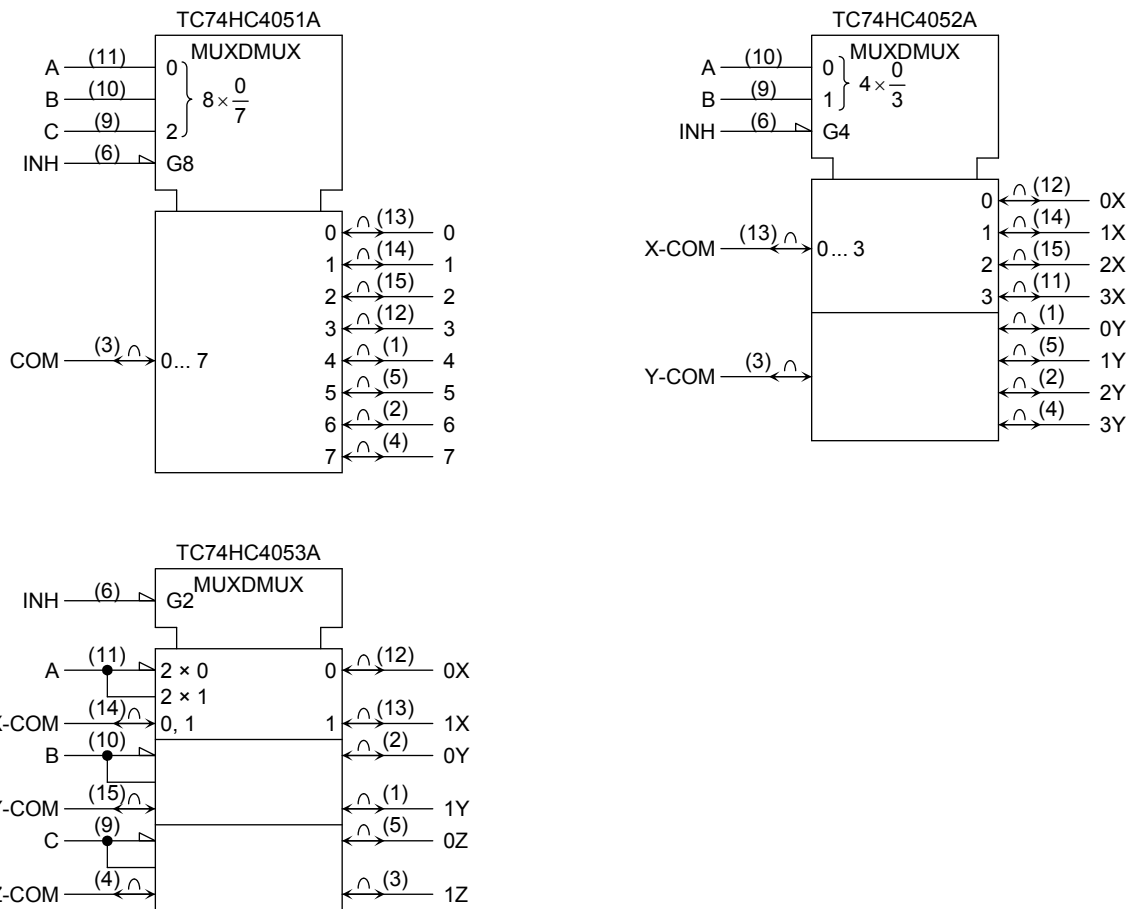 TC74HC4051A
MUXDMUX
A (11) 0
B (10) 8 × 0/7
C (9) 2
INH (6) G8
0 (13) 0
1 (14) 1
2 (15) 2
3 (12) 3
COM (3) 0... 7 4 (1) 4
5 (5) 5
6 (2) 6
7 (4) 7
TC74HC4052A
MUXDMUX
A (10) 0 4 × 0/3
B (9) 1
INH (6) G4
0 (12) 0X
1 (14) 1X
X-COM (13) 0... 3
2 (15) 2X
3 (11) 3X
(1) 0Y
(5) 1Y
Y-COM (3)
(2) 2Y
(4) 3Y
TC74HC4053A
MUXDMUX
INH (6) G2
A (11) 2 × 0 0 (12) 0X
2 × 1
X-COM (14) 0, 1 1 (13) 1X
B (10) (2) 0Y
Y-COM (15) (1) 1Y
C (9) (5) 0Z
Z-COM (4) (3) 1Z